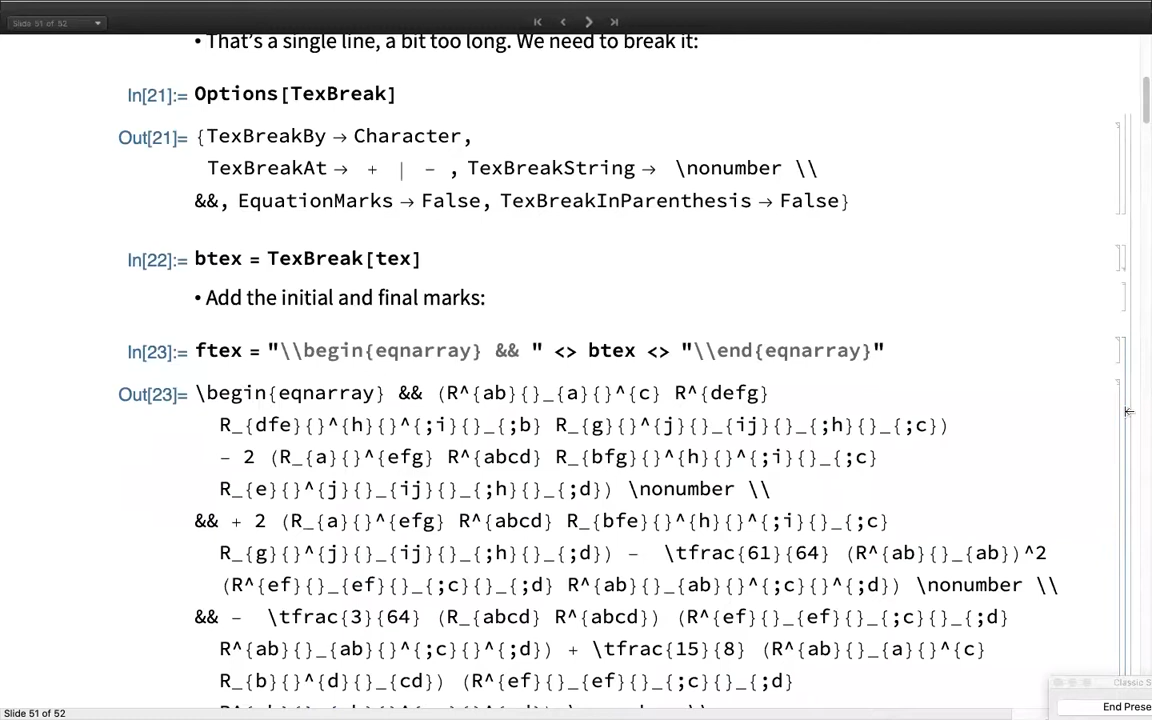 Slide 51 of 52
• That's a single line, a bit too long. We need to break it:
In[21]:= Options[TexBreak]
Out[21]= {TexBreakBy → Character,
TexBreakAt → + | - , TexBreakString → \nonumber \\
&&, EquationMarks → False, TexBreakInParenthesis → False}
In[22]:= btex = TexBreak[tex]
• Add the initial and final marks:
In[23]:= ftex = "\\begin{eqnarray} && " <> btex <> "\\end{eqnarray}"
Out[23]= \begin{eqnarray} && (R^{ab}{}_{a}{}^{c} R^{defg}
R_{dfe}{}^{h}{}^{;i}{}_{;b} R_{g}{}^{j}{}_{ij}{}_{;h}{}_{;c})
- 2 (R_{a}{}^{efg} R^{abcd} R_{bfg}{}^{h}{}^{;i}{}_{;c}
R_{e}{}^{j}{}_{ij}{}_{;h}{}_{;d}) \nonumber \\
&& + 2 (R_{a}{}^{efg} R^{abcd} R_{bfe}{}^{h}{}^{;i}{}_{;c}
R_{g}{}^{j}{}_{ij}{}_{;h}{}_{;d}) - \tfrac{61}{64} (R^{ab}{}_{ab})^2
(R^{ef}{}_{ef}{}_{;c}{}_{;d} R^{ab}{}_{ab}{}^{;c}{}^{;d}) \nonumber \\
&& - \tfrac{3}{64} (R_{abcd} R^{abcd}) (R^{ef}{}_{ef}{}_{;c}{}_{;d}
R^{ab}{}_{ab}{}^{;c}{}^{;d}) + \tfrac{15}{8} (R^{ab}{}_{a}{}^{c}
R_{b}{}^{d}{}_{cd}) (R^{ef}{}_{ef}{}_{;c}{}_{;d}
Classic S
End Prese
Slide 51 of 52